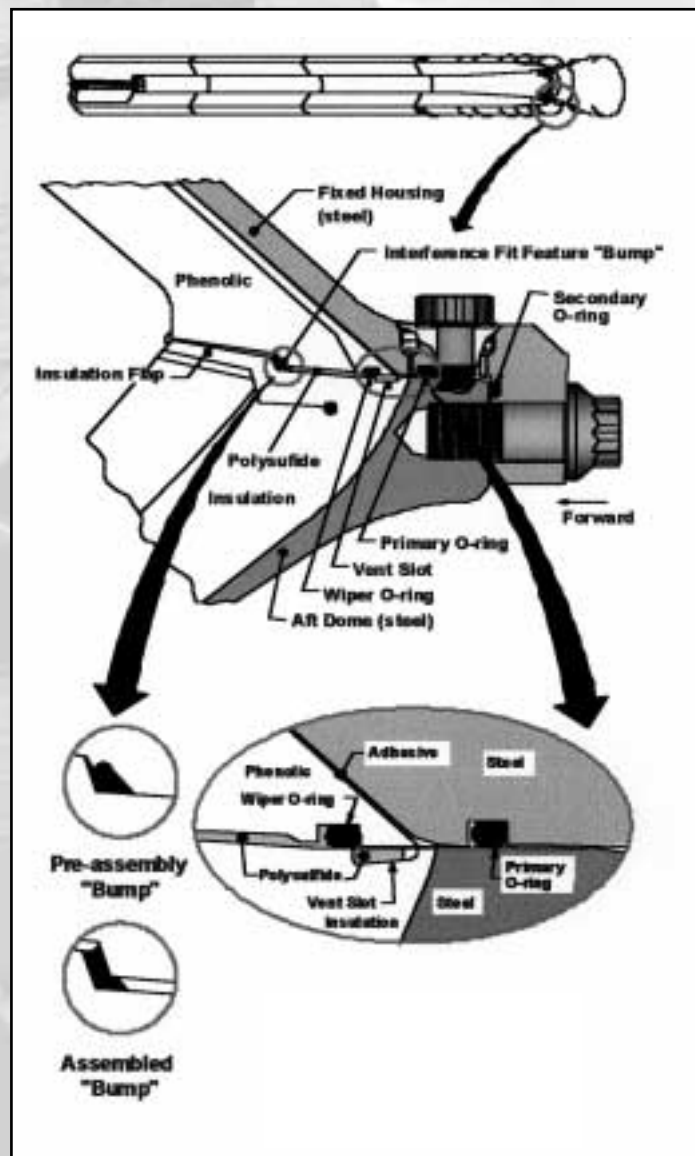 Fixed Housing
(steel)
Interference Fit Feature "Bump"
Phenolic
Secondary
O-ring
Insulation Flap
Polysufide
Insulation
Forward
Primary O-ring
Vent Slot
Wiper O-ring
Aft Dome (steel)
Phenolic
Adhesive
Steel
Wiper O-ring
Polysulfide
Primary
O-ring
Vent Slot
Steel
Insulation
Pre-assembly
"Bump"
Assembled
"Bump"